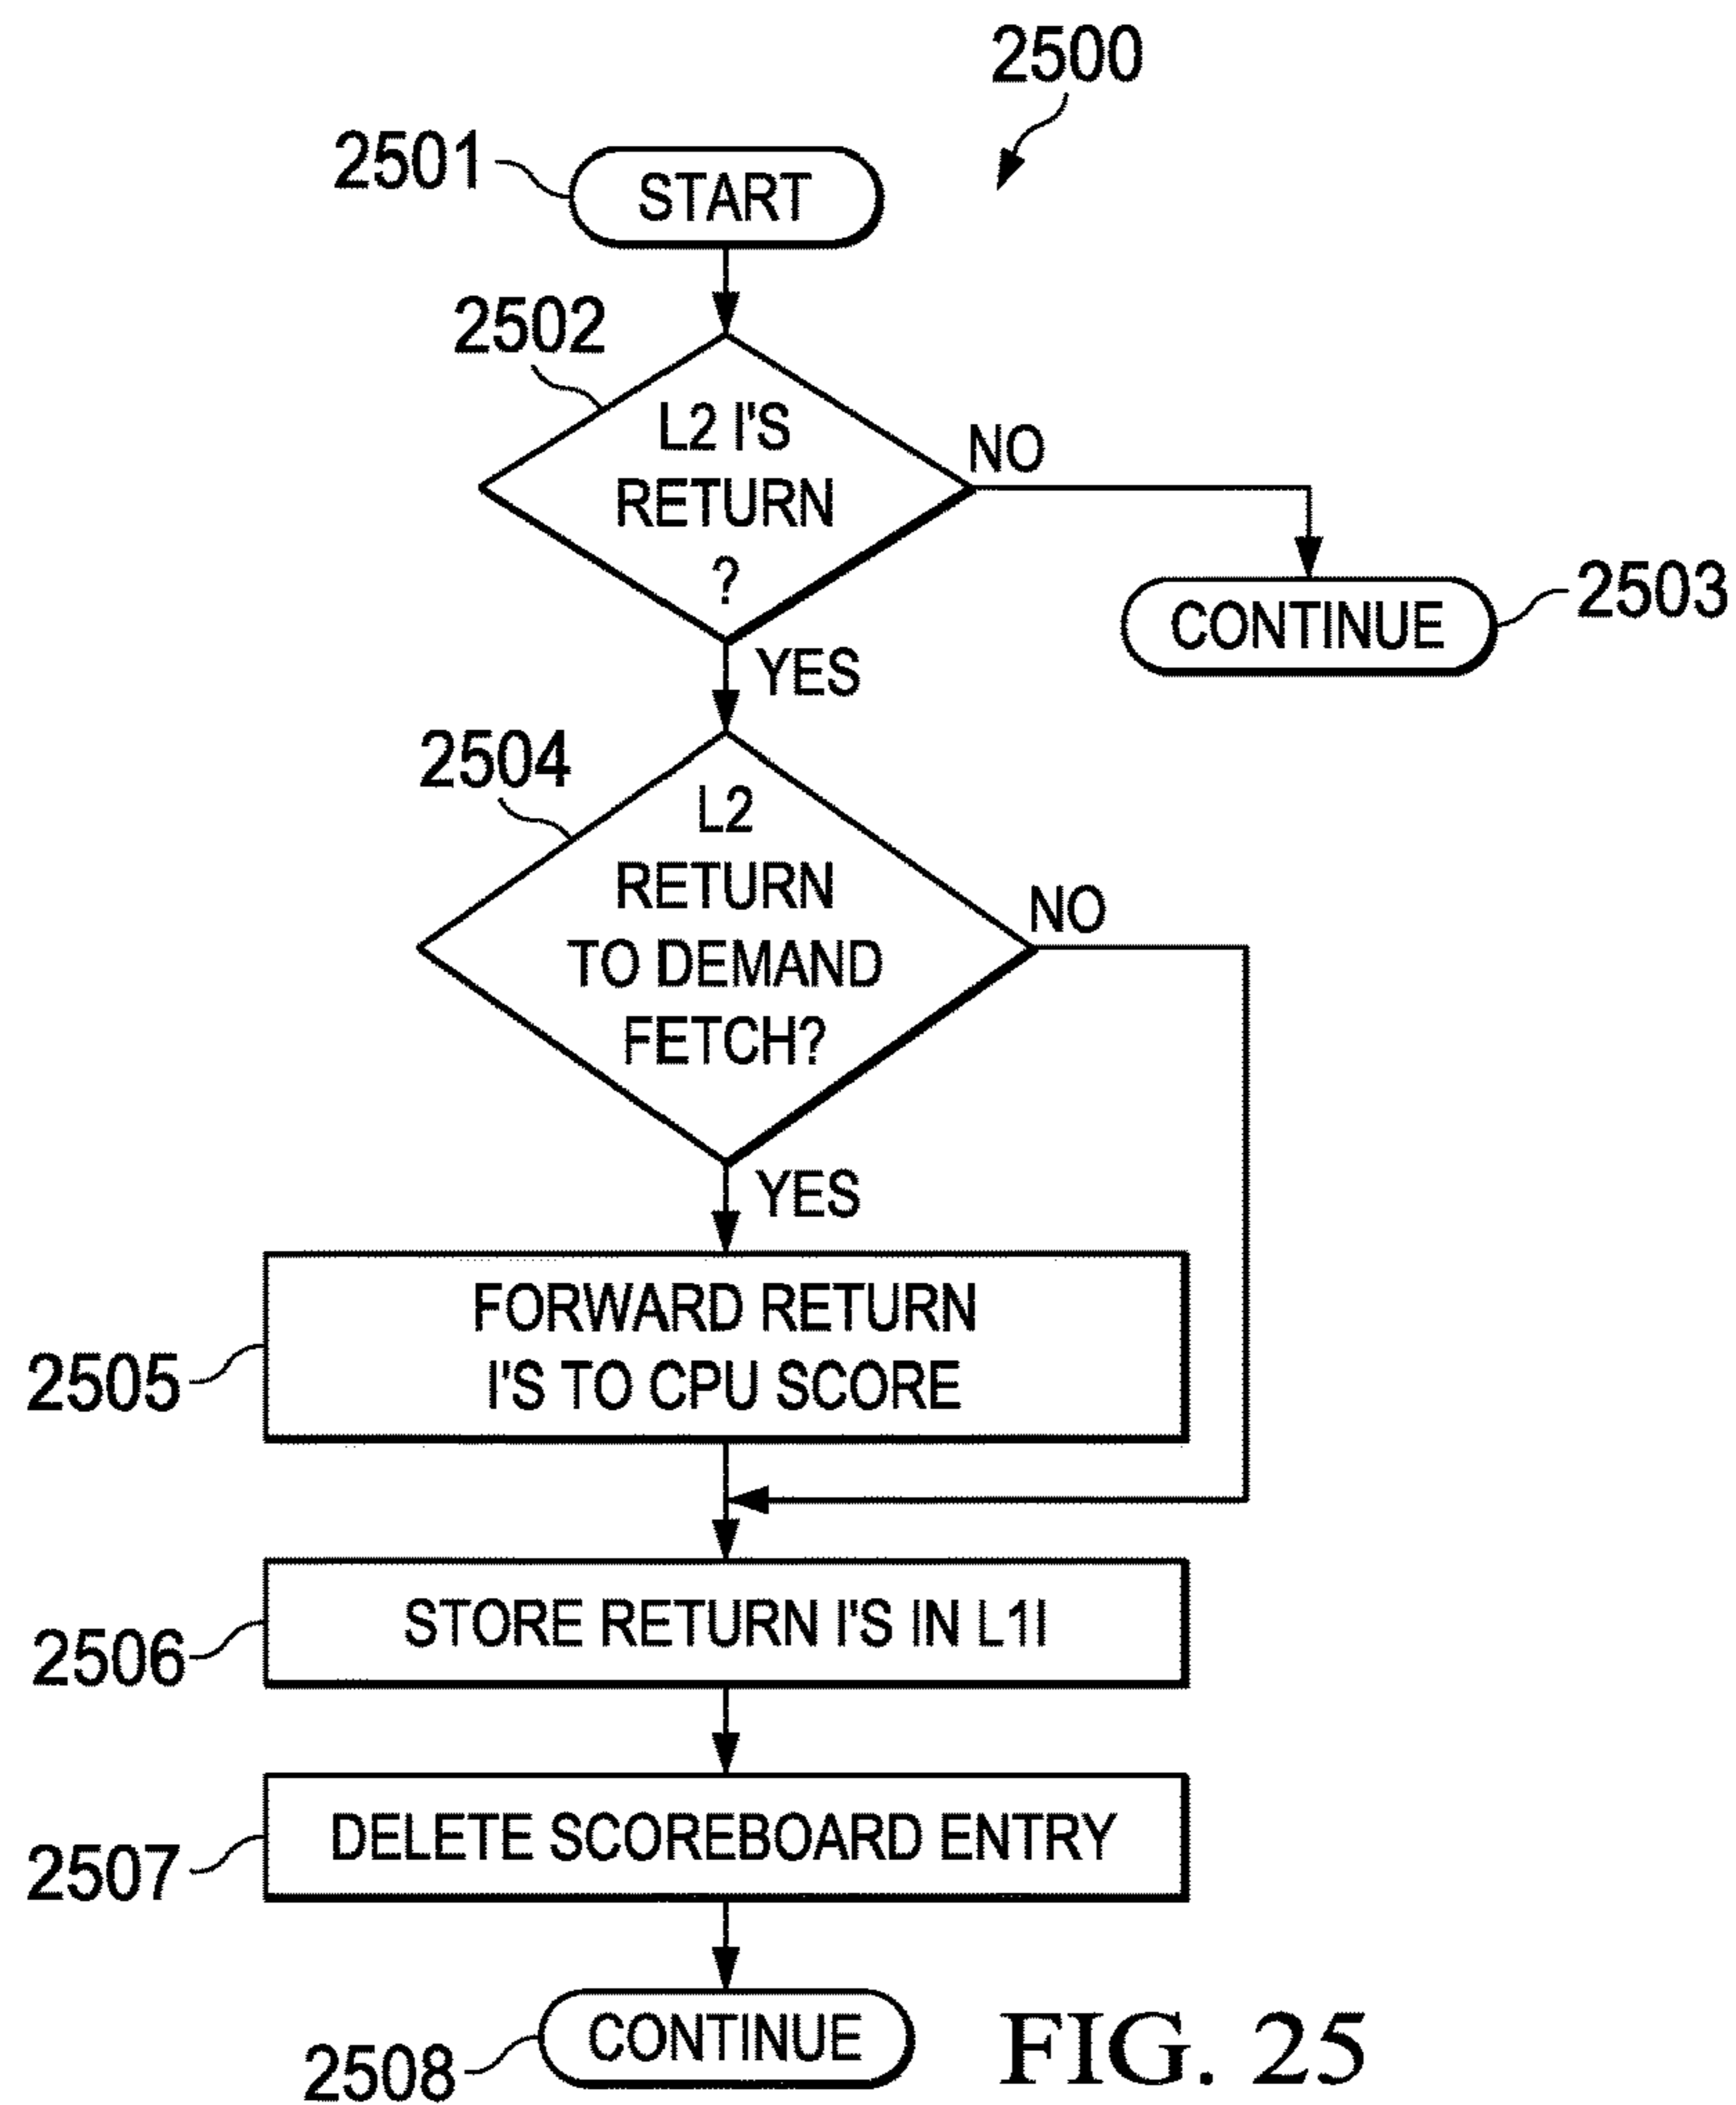 2500
2501
START
2502
L2 I'S
RETURN
?
NO
2503
CONTINUE
YES
2504
L2
RETURN
TO DEMAND
FETCH?
NO
YES
2505
FORWARD RETURN
I'S TO CPU SCORE
2506
STORE RETURN I'S IN L1I
2507
DELETE SCOREBOARD ENTRY
2508
CONTINUE
FIG. 25